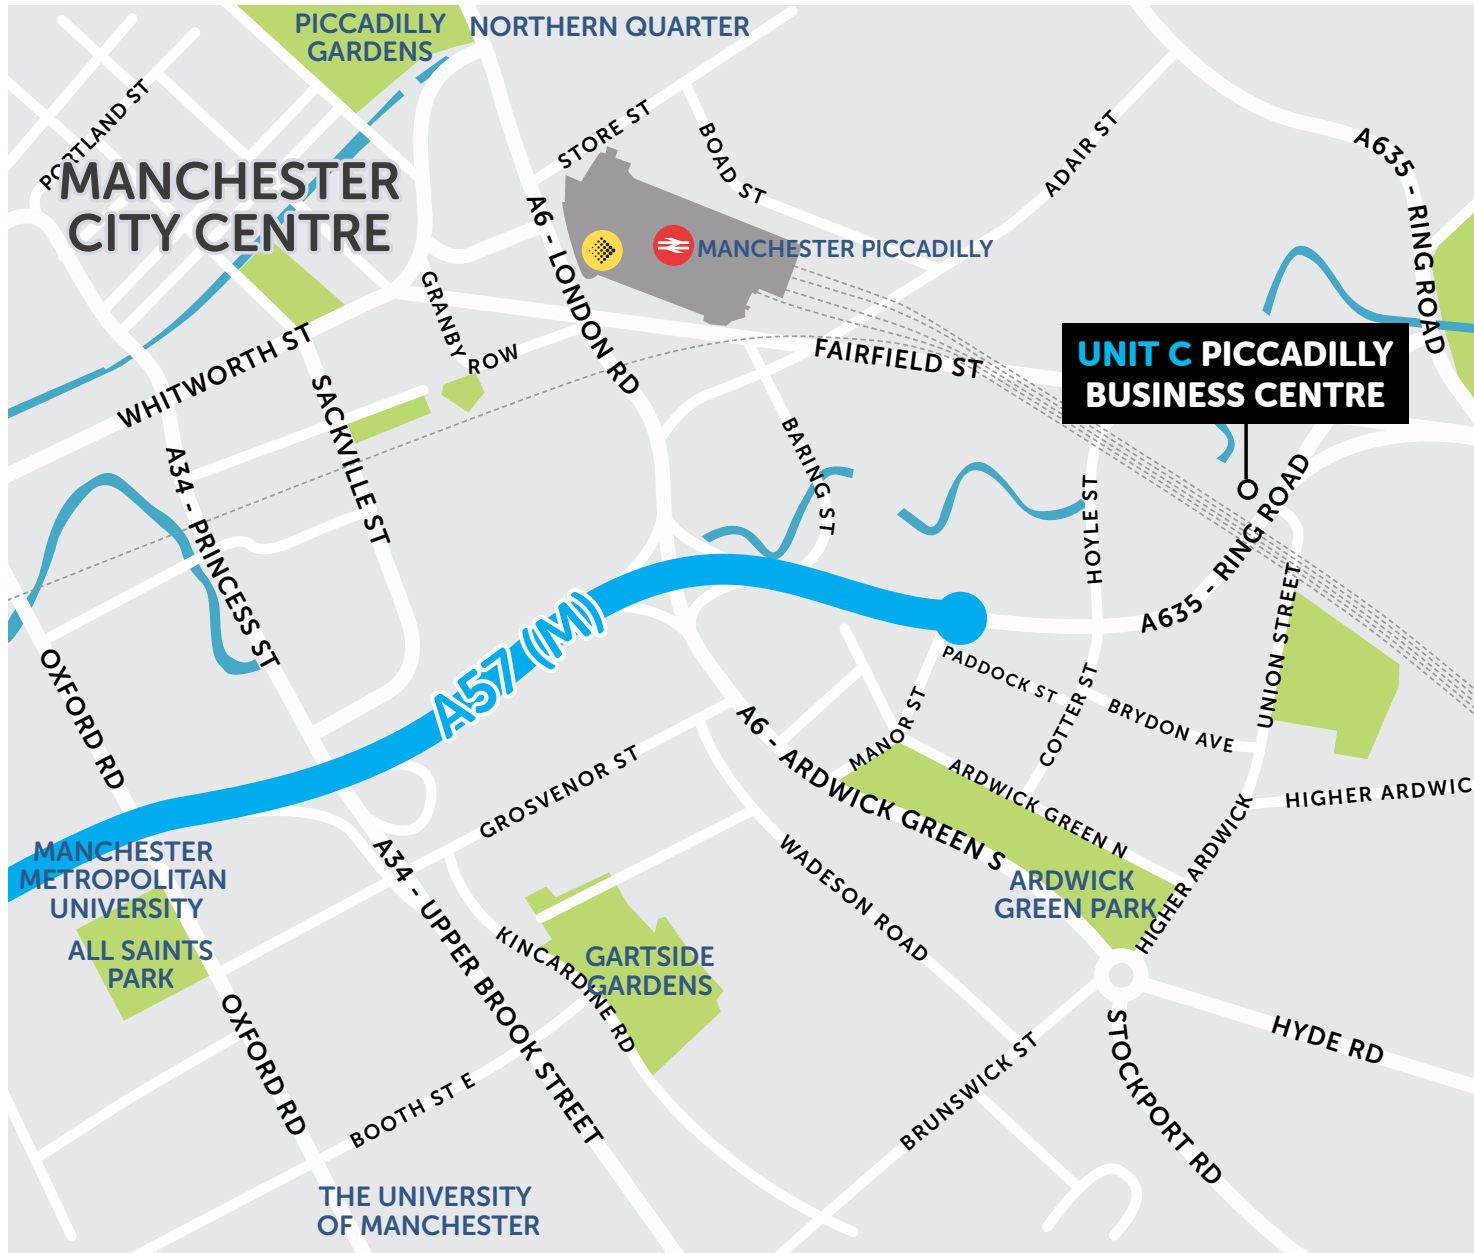 PICCADILLY
GARDENS
NORTHERN QUARTER
PORTLAND ST
MANCHESTER
CITY CENTRE
STORE ST
BOAD ST
ADAIR ST
A635 - RING ROAD
A6 - LONDON RD
MANCHESTER PICCADILLY
GRANBY ROW
WHITWORTH ST
SACKVILLE ST
FAIRFIELD ST
UNIT C PICCADILLY
BUSINESS CENTRE
BARING ST
A34 - PRINCESS ST
HOYLE ST
A635 - RING ROAD
UNION STREET
A57 (M)
OXFORD RD
PADDOCK ST
COTTER ST
BRYDON AVE
MANOR ST
A6 - ARDWICK GREEN S
ARDWICK GREEN N
HIGHER ARDWIC
HIGHER ARDWICK
GROSVENOR ST
MANCHESTER
METROPOLITAN
UNIVERSITY
ALL SAINTS
PARK
A34 - UPPER BROOK STREET
WADESON ROAD
ARDWICK
GREEN PARK
KINCARDINE RD
GARTSIDE
GARDENS
OXFORD RD
BOOTH ST E
BRUNSWICK ST
STOCKPORT RD
HYDE RD
THE UNIVERSITY
OF MANCHESTER